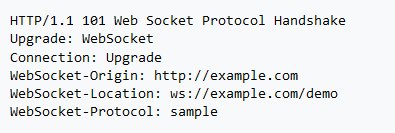 HTTP/1.1 101 Web Socket Protocol Handshake
Upgrade: WebSocket
Connection: Upgrade
WebSocket-Origin: http://example.com
WebSocket-Location: ws://example.com/demo
WebSocket-Protocol: sample